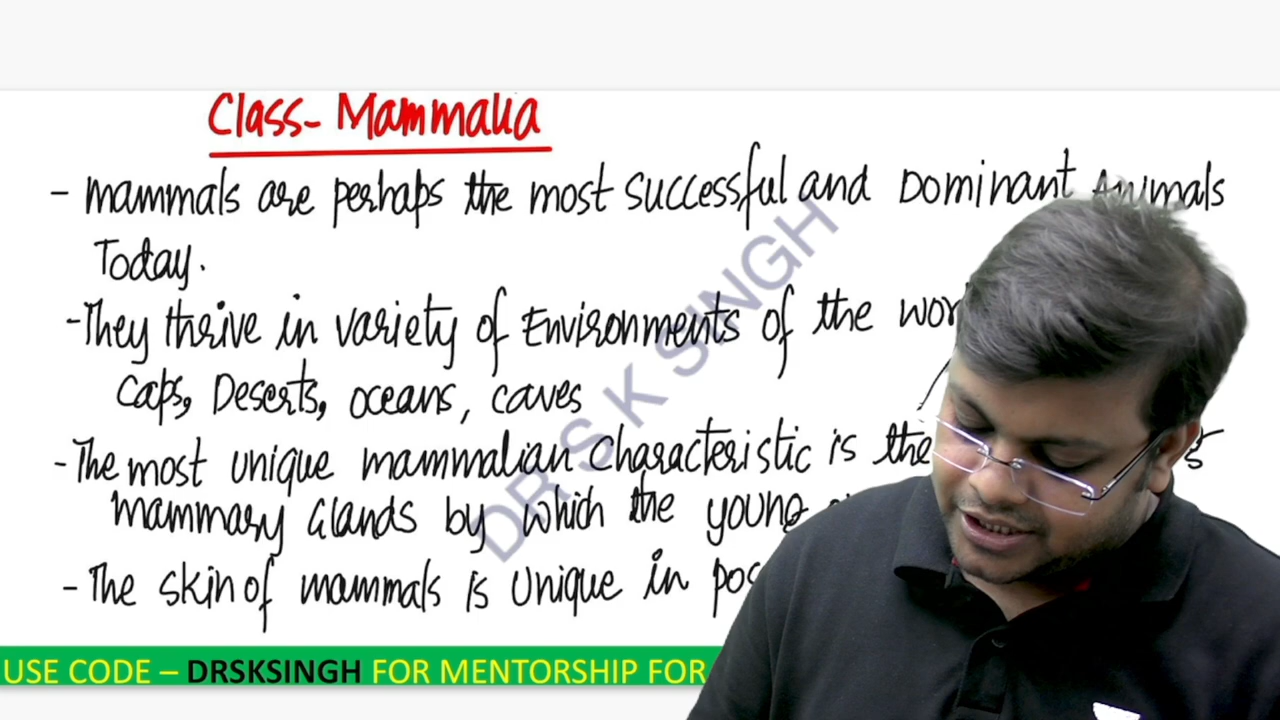 Class- Mammalia
- mammals are perhaps the most successful and Dominant Animals
Today.
- They thrive in variety of Environments of the
Caps, Deserts, oceans, caves
- The most unique mammalian characteristic is the
mammary Glands by which the young
- The skin of mammals is Unique in
DR S K SINGH
USE CODE – DRSKSINGH FOR MENTORSHIP FOR